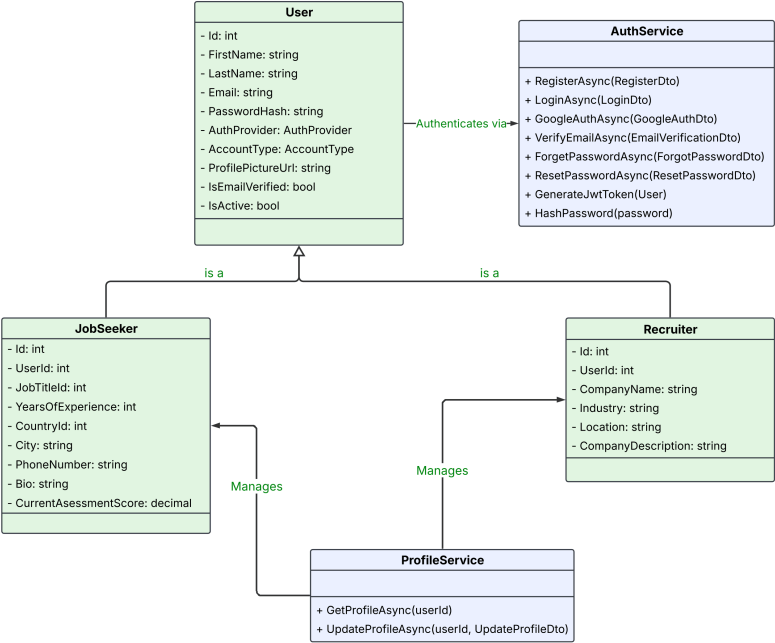 User
- Id: int
- FirstName: string
- LastName: string
- Email: string
- PasswordHash: string
- AuthProvider: AuthProvider
- AccountType: AccountType
- ProfilePictureUrl: string
- IsEmailVerified: bool
- IsActive: bool
Authenticates via
AuthService
+ RegisterAsync(RegisterDto)
+ LoginAsync(LoginDto)
+ GoogleAuthAsync(GoogleAuthDto)
+ VerifyEmailAsync(EmailVerificationDto)
+ ForgetPasswordAsync(ForgotPasswordDto)
+ ResetPasswordAsync(ResetPasswordDto)
+ GenerateJwtToken(User)
+ HashPassword(password)
is a
is a
JobSeeker
- Id: int
- UserId: int
- JobTitleId: int
- YearsOfExperience: int
- CountryId: int
- City: string
- PhoneNumber: string
- Bio: string
- CurrentAsessmentScore: decimal
Recruiter
- Id: int
- UserId: int
- CompanyName: string
- Industry: string
- Location: string
- CompanyDescription: string
Manages
Manages
ProfileService
+ GetProfileAsync(userId)
+ UpdateProfileAsync(userId, UpdateProfileDto)